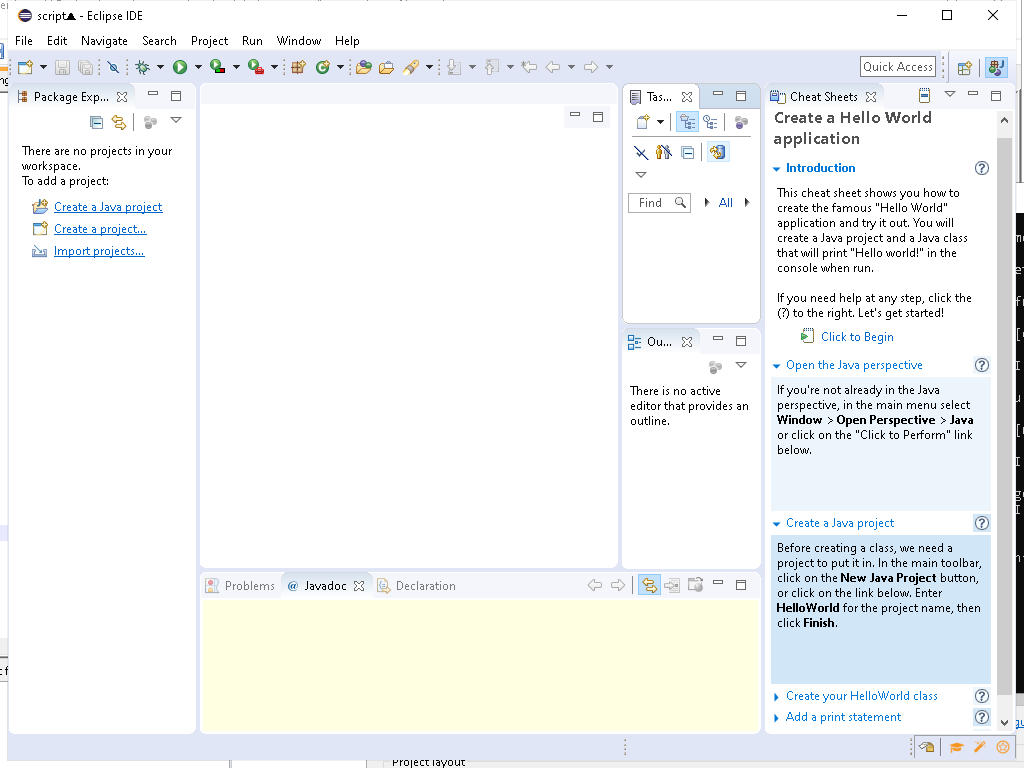 script▲ - Eclipse IDE
File Edit Navigate Search Project Run Window Help
Quick Access
Package Exp...
There are no projects in your
workspace.
To add a project:
Create a Java project
Create a project...
Import projects...
Tas...
Find
All
Ou...
There is no active
editor that provides an
outline.
Problems
@ Javadoc
Declaration
Cheat Sheets
Create a Hello World
application
Introduction
This cheat sheet shows you how to
create the famous "Hello World"
application and try it out. You will
create a Java project and a Java class
that will print "Hello world!" in the
console when run.
If you need help at any step, click the
(?) to the right. Let's get started!
Click to Begin
Open the Java perspective
If you're not already in the Java
perspective, in the main menu select
Window > Open Perspective > Java
or click on the "Click to Perform" link
below.
Create a Java project
Before creating a class, we need a
project to put it in. In the main toolbar,
click on the New Java Project button,
or click on the link below. Enter
HelloWorld for the project name, then
click Finish.
Create your HelloWorld class
Add a print statement
Project layout